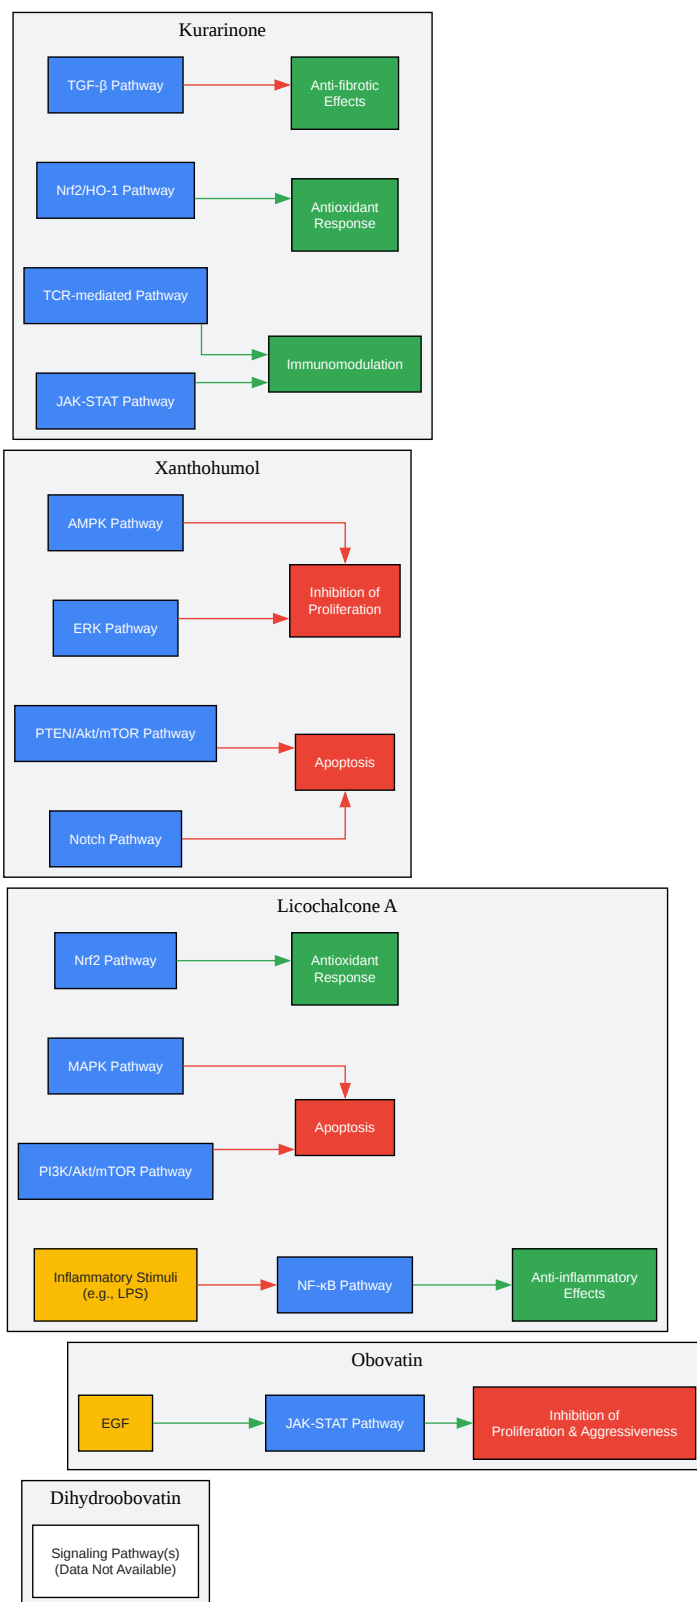 Kurarinone
TGF-β Pathway
Anti-fibrotic
Effects
Nrf2/HO-1 Pathway
Antioxidant
Response
TCR-mediated Pathway
Immunomodulation
JAK-STAT Pathway
Xanthohumol
AMPK Pathway
Inhibition of
Proliferation
ERK Pathway
PTEN/Akt/mTOR Pathway
Apoptosis
Notch Pathway
Licochalcone A
Nrf2 Pathway
Antioxidant
Response
MAPK Pathway
Apoptosis
PI3K/Akt/mTOR Pathway
Inflammatory Stimuli
(e.g., LPS)
NF-κB Pathway
Anti-inflammatory
Effects
Obovatin
EGF
JAK-STAT Pathway
Inhibition of
Proliferation & Aggressiveness
Dihydroobovatin
Signaling Pathway(s)
(Data Not Available)